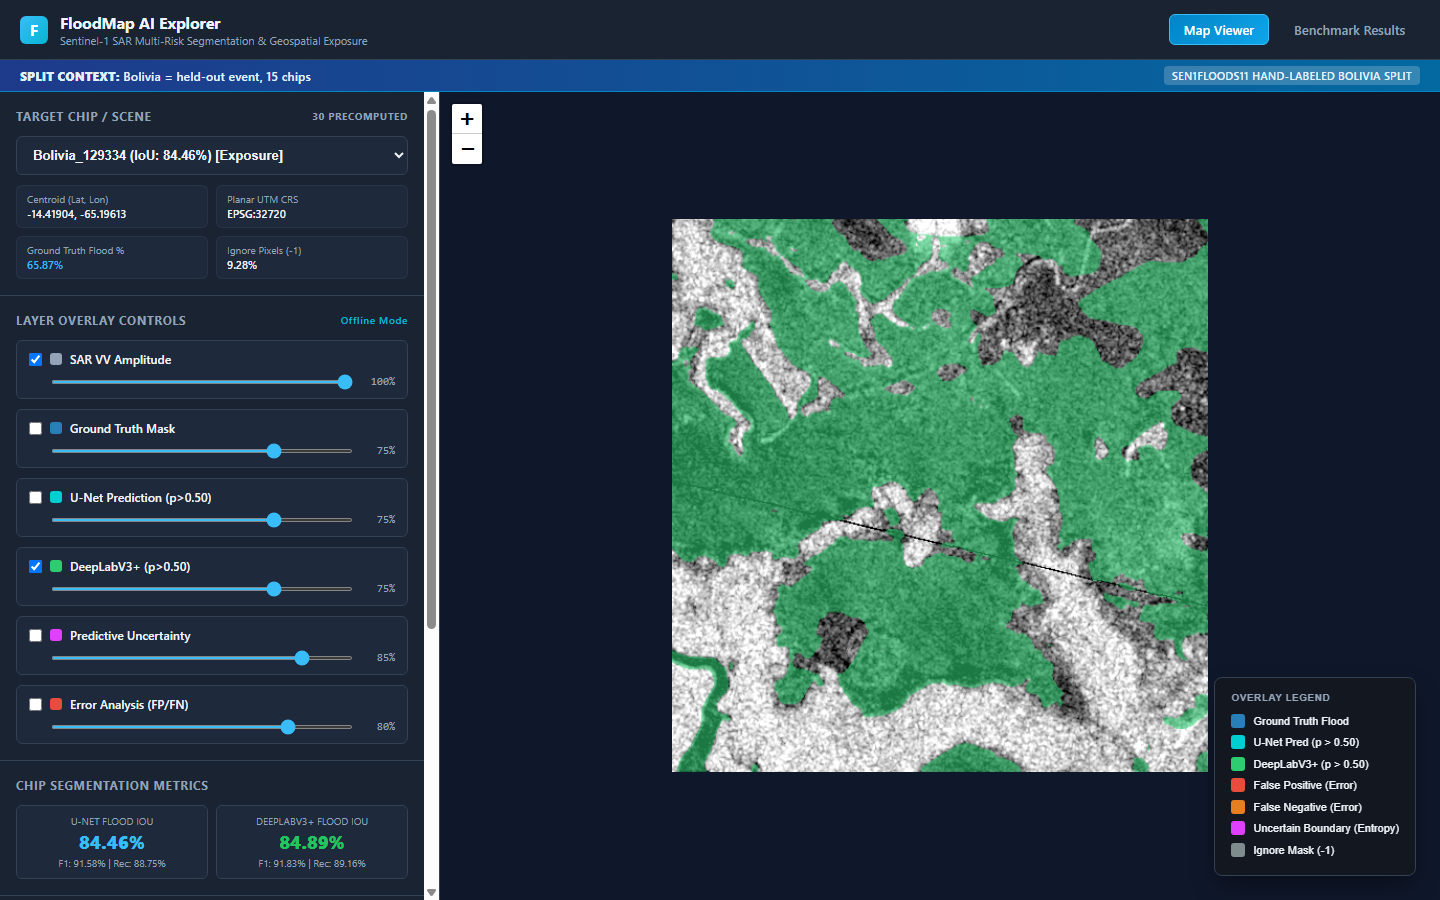 F
FloodMap AI Explorer
Sentinel-1 SAR Multi-Risk Segmentation & Geospatial Exposure
Map Viewer
Benchmark Results
SPLIT CONTEXT: Bolivia = held-out event, 15 chips
SEN1FLOODS11 HAND-LABELED BOLIVIA SPLIT
TARGET CHIP / SCENE
30 PRECOMPUTED
Bolivia_129334 (IoU: 84.46%) [Exposure]
Centroid (Lat, Lon)
-14.41904, -65.19613
Planar UTM CRS
EPSG:32720
Ground Truth Flood %
65.87%
Ignore Pixels (-1)
9.28%
LAYER OVERLAY CONTROLS
Offline Mode
SAR VV Amplitude
100%
Ground Truth Mask
75%
U-Net Prediction (p>0.50)
75%
DeepLabV3+ (p>0.50)
75%
Predictive Uncertainty
85%
Error Analysis (FP/FN)
80%
CHIP SEGMENTATION METRICS
U-NET FLOOD IOU
84.46%
F1: 91.58% | Rec: 88.75%
DEEPLABV3+ FLOOD IOU
84.89%
F1: 91.83% | Rec: 89.16%
+
−
OVERLAY LEGEND
Ground Truth Flood
U-Net Pred (p > 0.50)
DeepLabV3+ (p > 0.50)
False Positive (Error)
False Negative (Error)
Uncertain Boundary (Entropy)
Ignore Mask (-1)